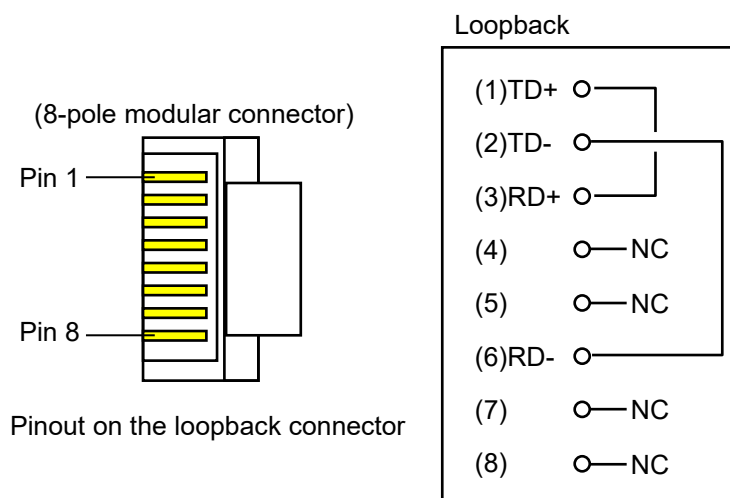 Loopback
(8-pole modular connector)
Pin 1
Pin 8
Pinout on the loopback connector
(1)TD+
(2)TD-
(3)RD+
(4) NC
(5) NC
(6)RD-
(7) NC
(8) NC